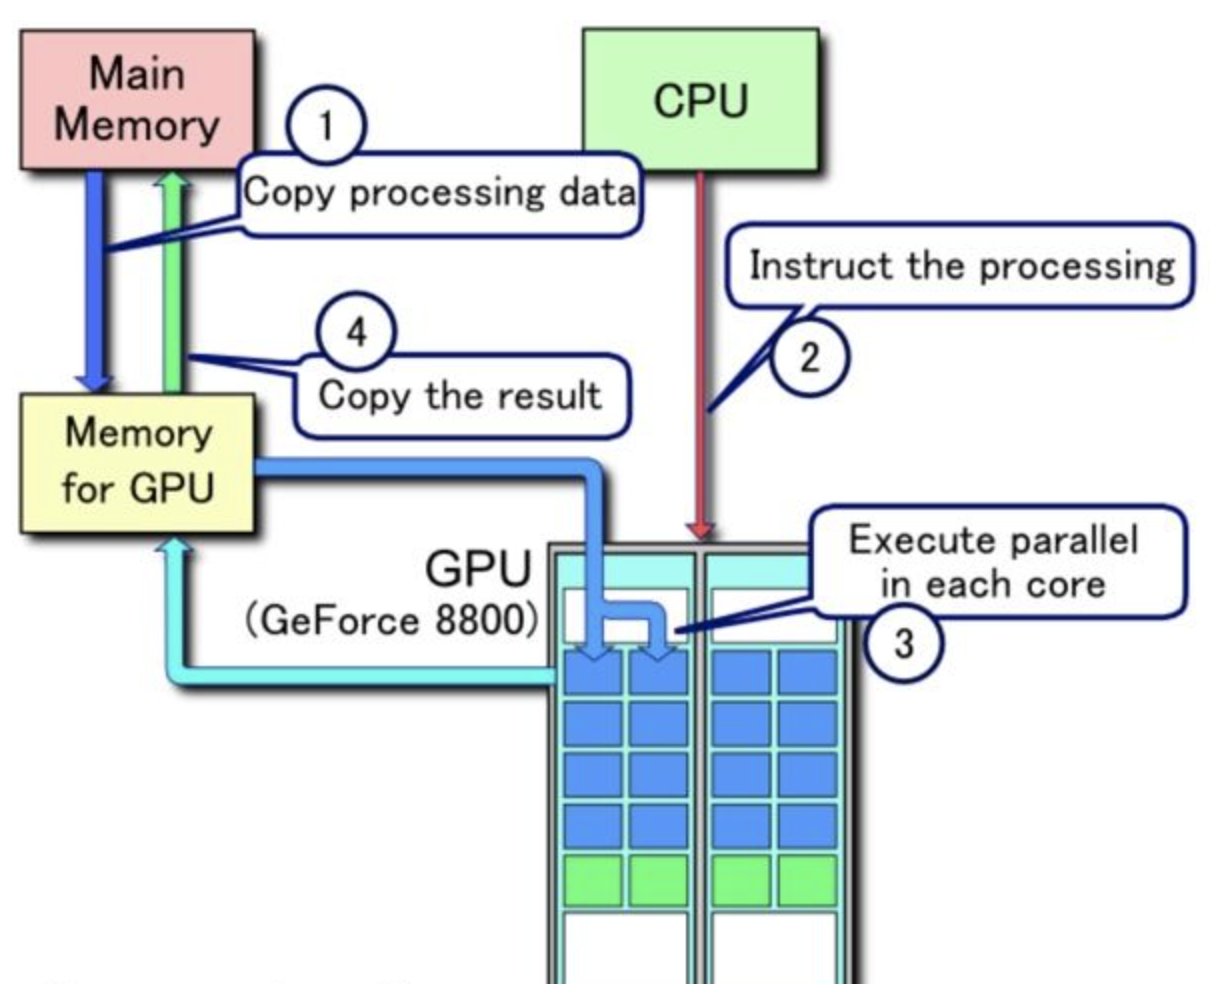 Main
Memory
CPU
1
Copy processing data
Instruct the processing
2
4
Copy the result
Memory
for GPU
GPU
(GeForce 8800)
Execute parallel
in each core
3